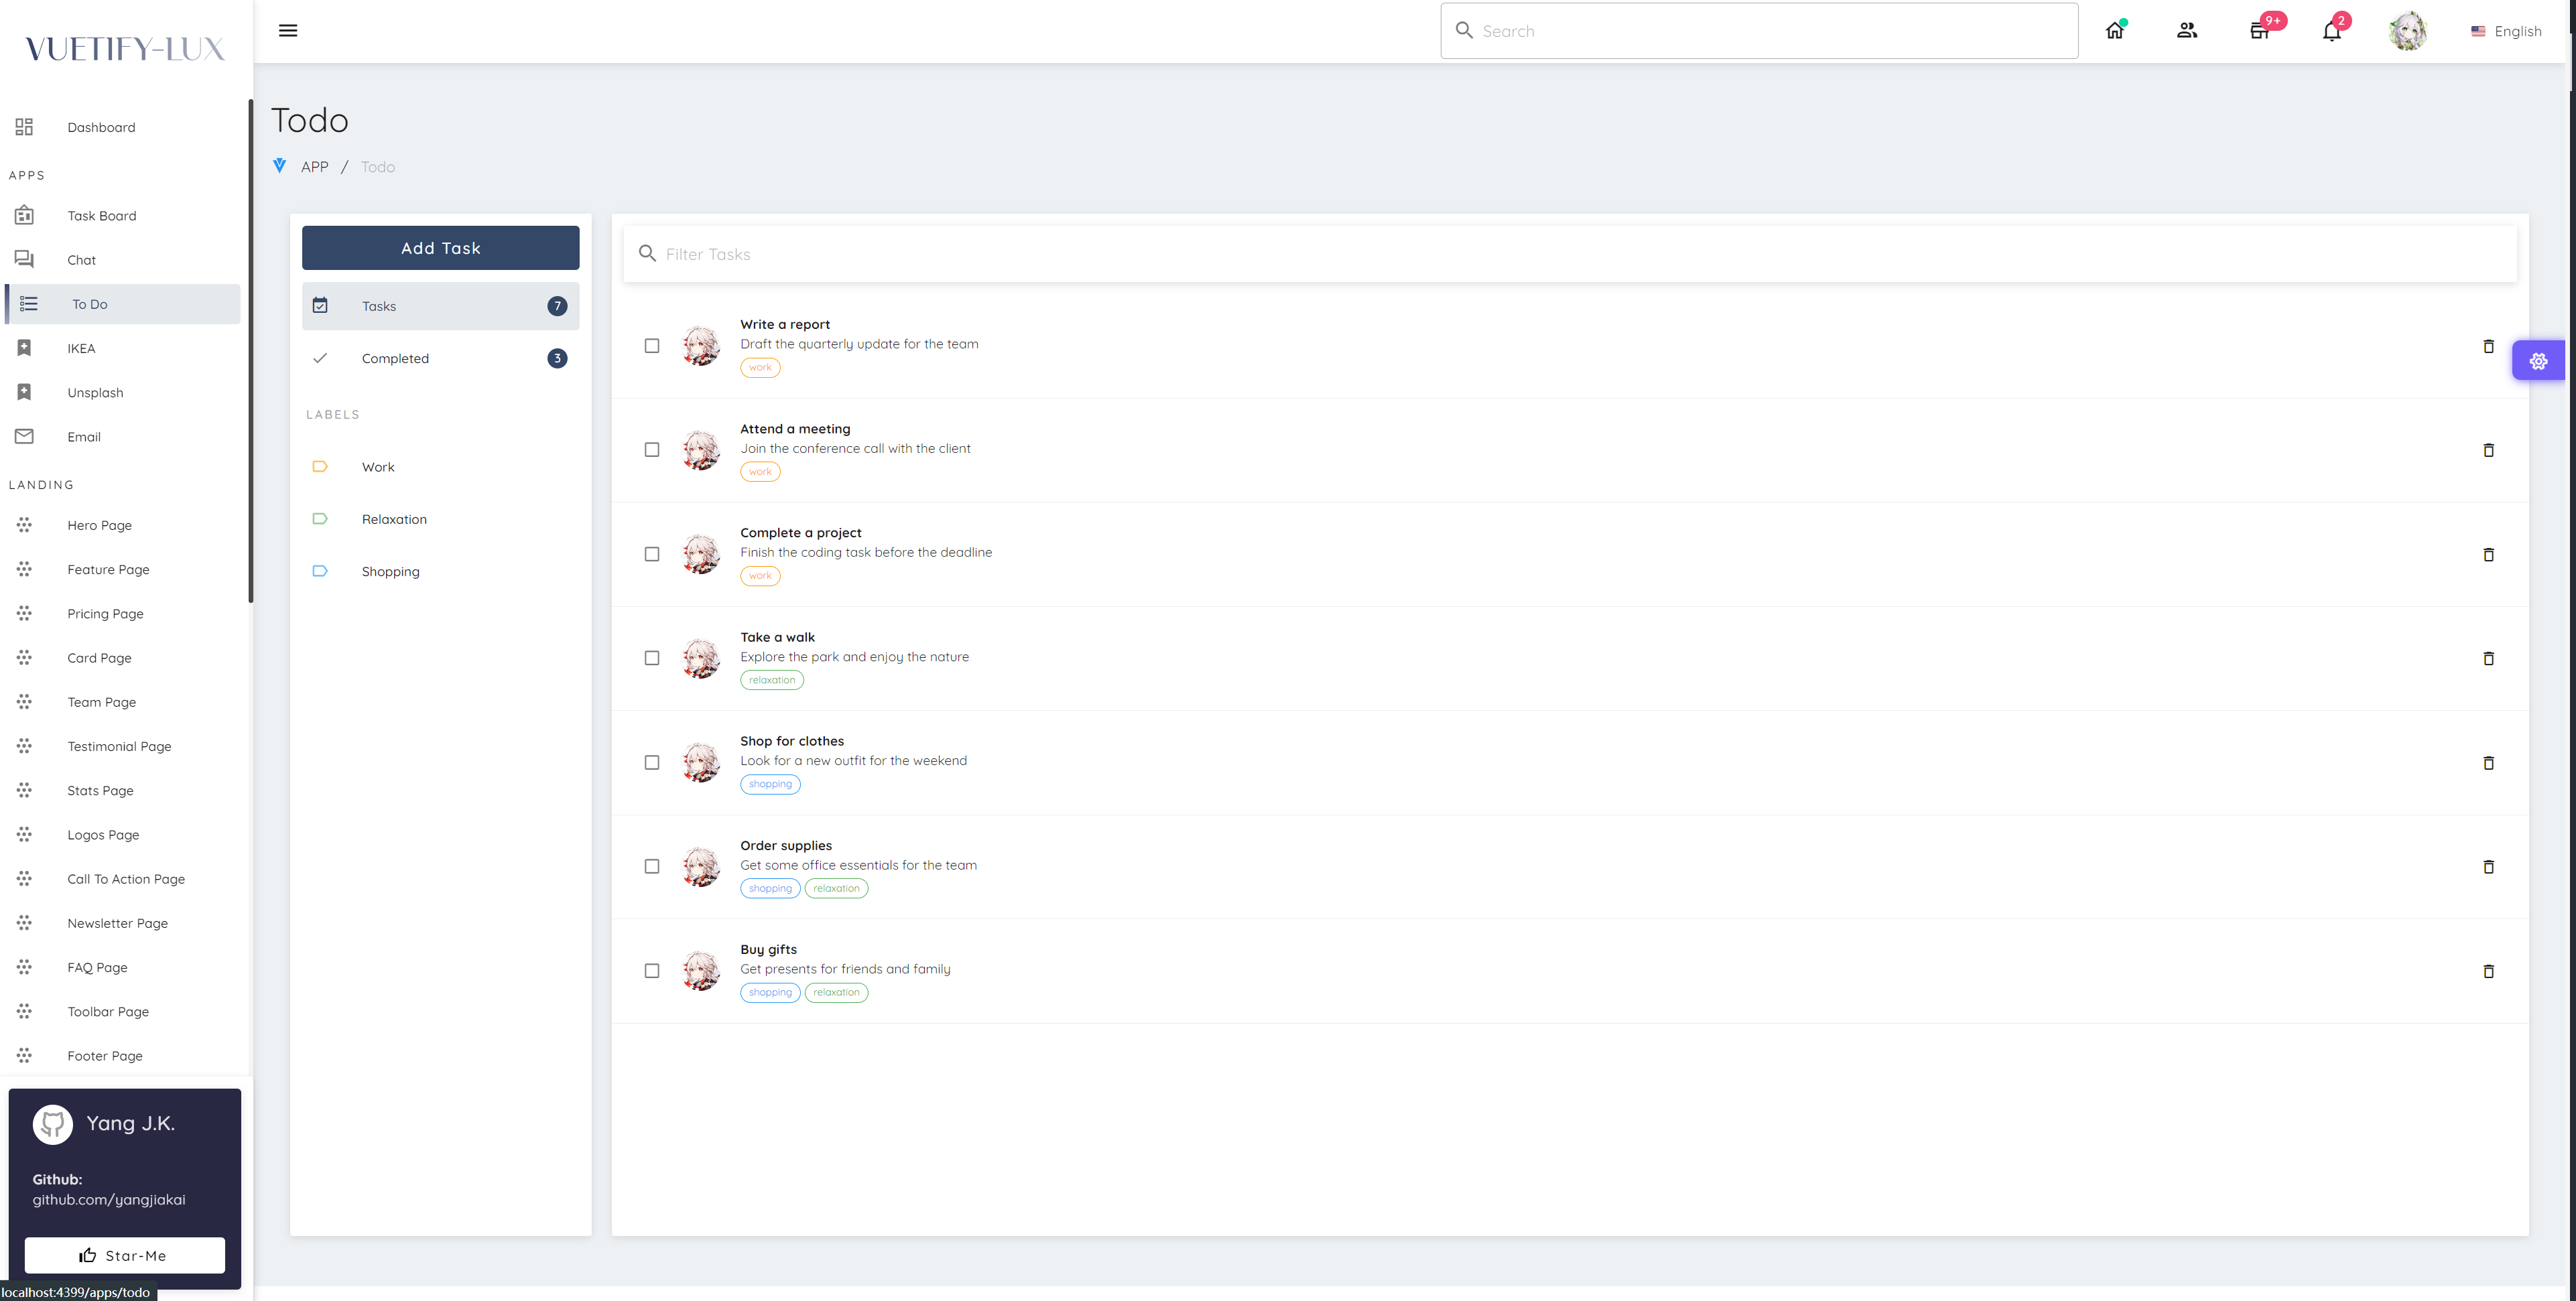 VUETIFY-LUX
Search
9+
2
English
Dashboard
APPS
Task Board
Chat
To Do
IKEA
Unsplash
Email
LANDING
Hero Page
Feature Page
Pricing Page
Card Page
Team Page
Testimonial Page
Stats Page
Logos Page
Call To Action Page
Newsletter Page
FAQ Page
Toolbar Page
Footer Page
Yang J.K.
Github:
github.com/yangjiakai
Star-Me
localhost:4399/apps/todo
Todo
APP / Todo
Add Task
Tasks 7
Completed 3
LABELS
Work
Relaxation
Shopping
Filter Tasks
Write a report
Draft the quarterly update for the team
work
Attend a meeting
Join the conference call with the client
work
Complete a project
Finish the coding task before the deadline
work
Take a walk
Explore the park and enjoy the nature
relaxation
Shop for clothes
Look for a new outfit for the weekend
shopping
Order supplies
Get some office essentials for the team
shopping relaxation
Buy gifts
Get presents for friends and family
shopping relaxation